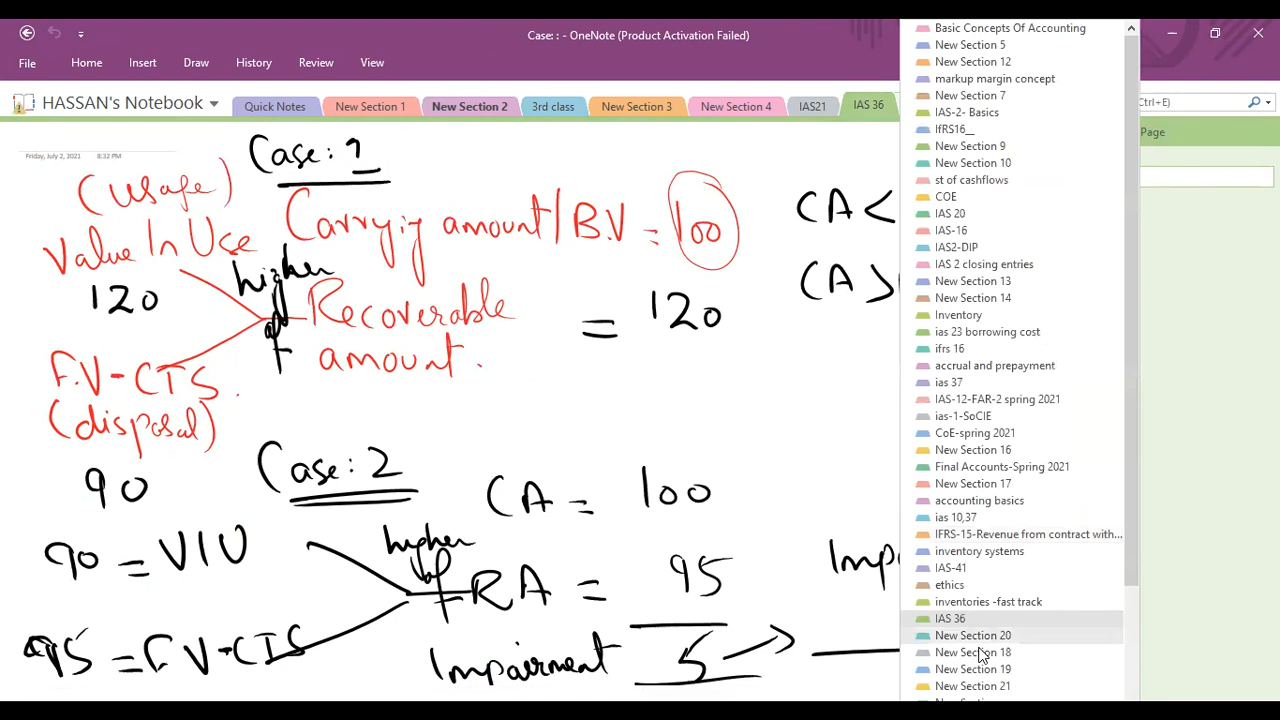 Case: : - OneOne (Product Activation Failed)
File Home Insert Draw History Review View
HASSAN's Notebook Quick Notes New Section 1 New Section 2 3rd class New Section 3 New Section 4 IAS21 IAS 36
Ctrl+E)
Page
Friday, July 2, 2021 8:32 PM
Case: 1
(usage)
Value In Use
120
F.V-CTS
(disposal)
90
Carrying amount/B.V = 100
higher of
Recoverable amount.
= 120
CA <
CA >
Case: 2
CA = 100
90 = VIU
higher of
RA = 95
95 = F.V-CTS
Impairment 5
Basic Concepts Of Accounting
New Section 5
New Section 12
markup margin concept
New Section 7
IAS-2- Basics
IfRS16__
New Section 9
New Section 10
st of cashflows
COE
IAS 20
IAS-16
IAS2-DIP
IAS 2 closing entries
New Section 13
New Section 14
Inventory
ias 23 borrowing cost
ifrs 16
accrual and prepayment
ias 37
IAS-12-FAR-2 spring 2021
ias-1-SoCIE
CoE-spring 2021
New Section 16
Final Accounts-Spring 2021
New Section 17
accounting basics
ias 10,37
IFRS-15-Revenue from contract with...
inventory systems
IAS-41
ethics
inventories -fast track
IAS 36
New Section 20
New Section 18
New Section 19
New Section 21